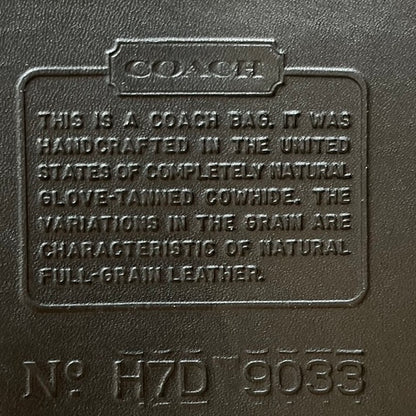 COACH
THIS IS A COACH BAG. IT WAS
HANDCRAFTED IN THE UNITED
STATES OF COMPLETELY NATURAL
GLOVE-TANNED COWHIDE. THE
VARIATIONS IN THE GRAIN ARE
CHARACTERISTIC OF NATURAL
FULL-GRAIN LEATHER.
Nº H7D 9033